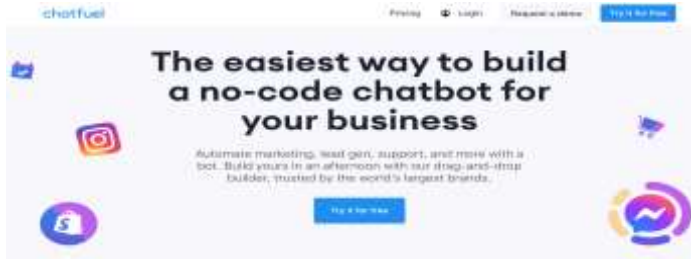 chatfuel
Pricing Login Request a demo Try it for free
The easiest way to build
a no-code chatbot for
your business
Automate marketing, lead gen, support, and more with a
bot. Build yours in an afternoon with our drag-and-drop
builder, trusted by the world's largest brands.
Try it for free